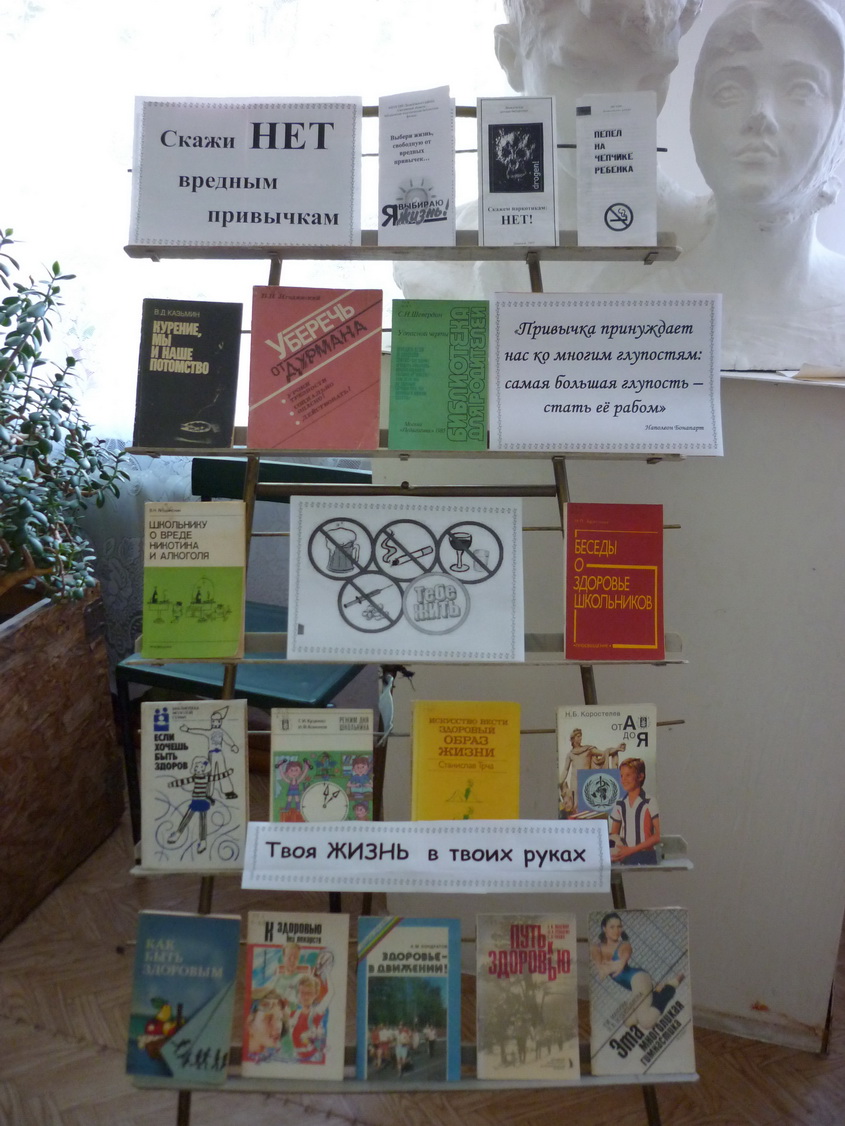 Скажи НЕТ
вредным
привычкам
Выбери жизнь,
свободную от
вредных
привычек...
Я ВЫБИРАЮ
жизнь!
drogen!
Скажем наркотикам:
НЕТ!
ПЕПЕЛ
НА
ЧЕПЧИКЕ
РЕБЕНКА
В.Д. КАЗЬМИН
КУРЕНИЕ,
МЫ
И НАШЕ
ПОТОМСТВО
УБЕРЕЧЬ
ОТ ДУРМАНА
БИБЛИОТЕКА
ДЛЯ РОДИТЕЛЕЙ
«Привычка принуждает
нас ко многим глупостям:
самая большая глупость –
стать её рабом»
Наполеон Бонапарт
ШКОЛЬНИКУ
О ВРЕДЕ
НИКОТИНА
И АЛКОГОЛЯ
Тебе
жить
БЕСЕДЫ
О
ЗДОРОВЬЕ
ШКОЛЬНИКОВ
ЕСЛИ
ХОЧЕШЬ
БЫТЬ
ЗДОРОВ
РЕЖИМ ДНЯ
ШКОЛЬНИКА
ИСКУССТВО ВЕСТИ
ЗДОРОВЫЙ
ОБРАЗ
ЖИЗНИ
Н.Б. Коростелев
ОТ А
ДО Я
Твоя ЖИЗНЬ в твоих руках
КАК
БЫТЬ
ЗДОРОВЫМ
К ЗДОРОВЬЮ
без лекарств
ЗДОРОВЬЕ-
В ДВИЖЕНИИ!
ПУТЬ К
ЗДОРОВЬЮ
Эта
многоликая
гимнастика